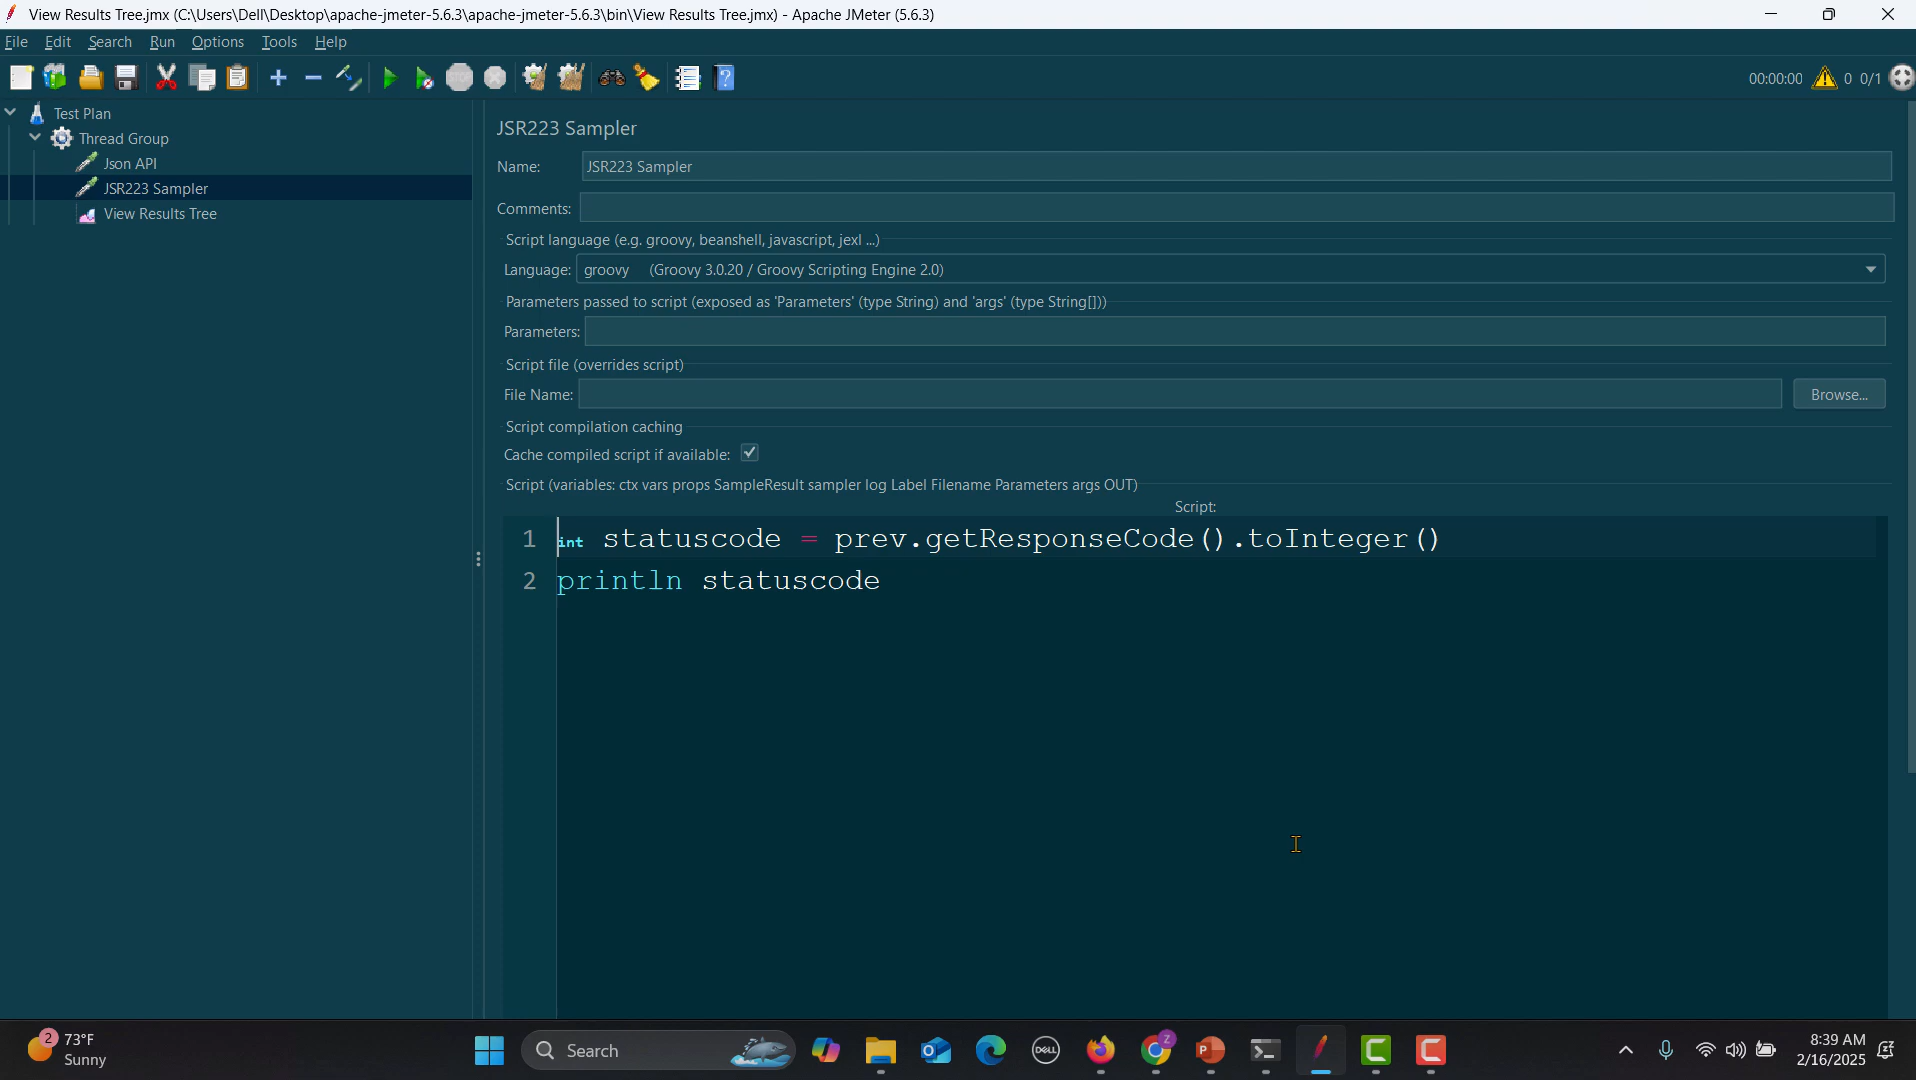 View Results Tree.jmx (C:\Users\Dell\Desktop\apache-jmeter-5.6.3\apache-jmeter-5.6.3\bin\View Results Tree.jmx) - Apache JMeter (5.6.3)
File Edit Search Run Options Tools Help
STOP 00:00:00 0 0/1
Test Plan
Thread Group
Json API
JSR223 Sampler
View Results Tree
JSR223 Sampler
Name: JSR223 Sampler
Comments:
Script language (e.g. groovy, beanshell, javascript, jexl ...)
Language: groovy (Groovy 3.0.20 / Groovy Scripting Engine 2.0)
Parameters passed to script (exposed as 'Parameters' (type String) and 'args' (type String[]))
Parameters:
Script file (overrides script)
File Name: Browse...
Script compilation caching
Cache compiled script if available:
Script (variables: ctx vars props SampleResult sampler log Label Filename Parameters args OUT)
Script:
1 int statuscode = prev.getResponseCode().toInteger()
2 println statuscode
2 73°F
Sunny
Search
DELL
Z
8:39 AM
2/16/2025